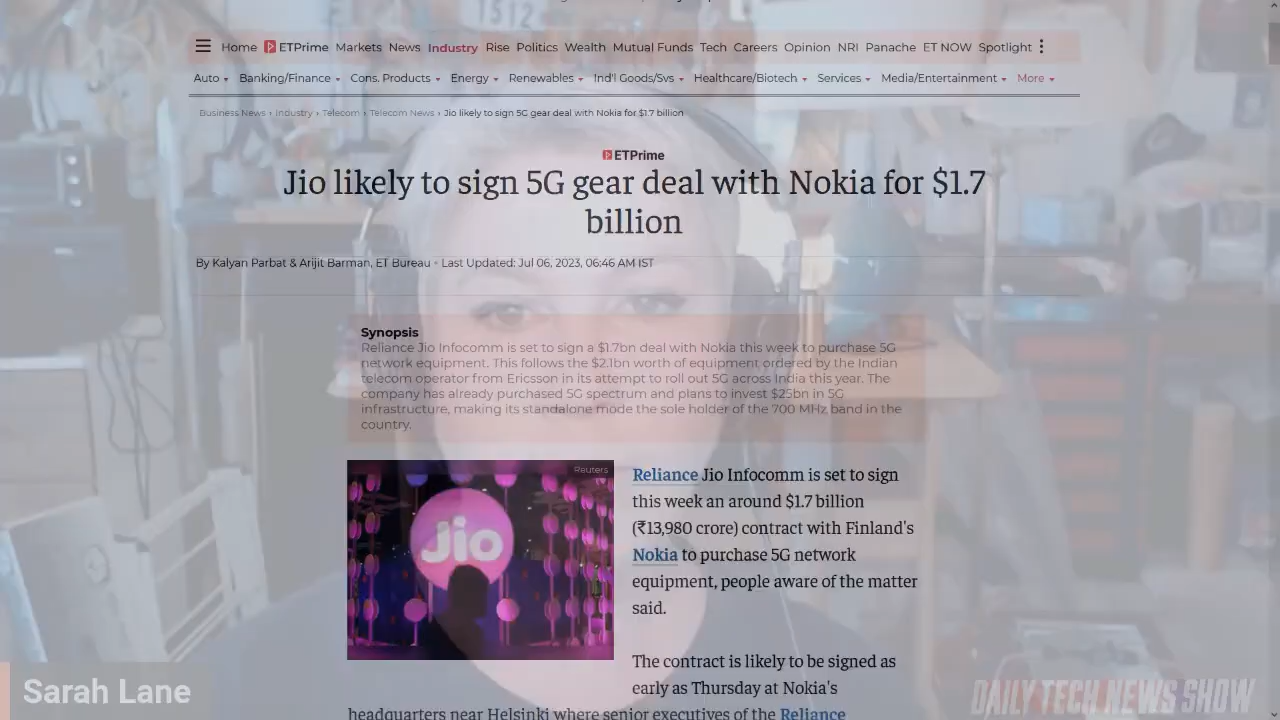 1512
Home ETPrime Markets News Industry Rise Politics Wealth Mutual Funds Tech Careers Opinion NRI Panache ET NOW Spotlight
Auto Banking/Finance Cons. Products Energy Renewables Ind'l Goods/Svs Healthcare/Biotech Services Media/Entertainment More
Business News › Industry › Telecom › Telecom News › Jio likely to sign 5G gear deal with Nokia for $1.7 billion
ETPrime
Jio likely to sign 5G gear deal with Nokia for $1.7
billion
By Kalyan Parbat & Arijit Barman, ET Bureau • Last Updated: Jul 06, 2023, 06:46 AM IST
Synopsis
Reliance Jio Infocomm is set to sign a $1.7bn deal with Nokia this week to purchase 5G
network equipment. This follows the $2.1bn worth of equipment ordered by the Indian
telecom operator from Ericsson in its attempt to roll out 5G across India this year. The
company has already purchased 5G spectrum and plans to invest $25bn in 5G
infrastructure, making its standalone mode the sole holder of the 700 MHz band in the
country.
Reuters
Jio
Reliance Jio Infocomm is set to sign
this week an around $1.7 billion
(₹13,980 crore) contract with Finland's
Nokia to purchase 5G network
equipment, people aware of the matter
said.
The contract is likely to be signed as
early as Thursday at Nokia's
headquarters near Helsinki where senior executives of the Reliance
Sarah Lane
DAILY TECH NEWS SHOW